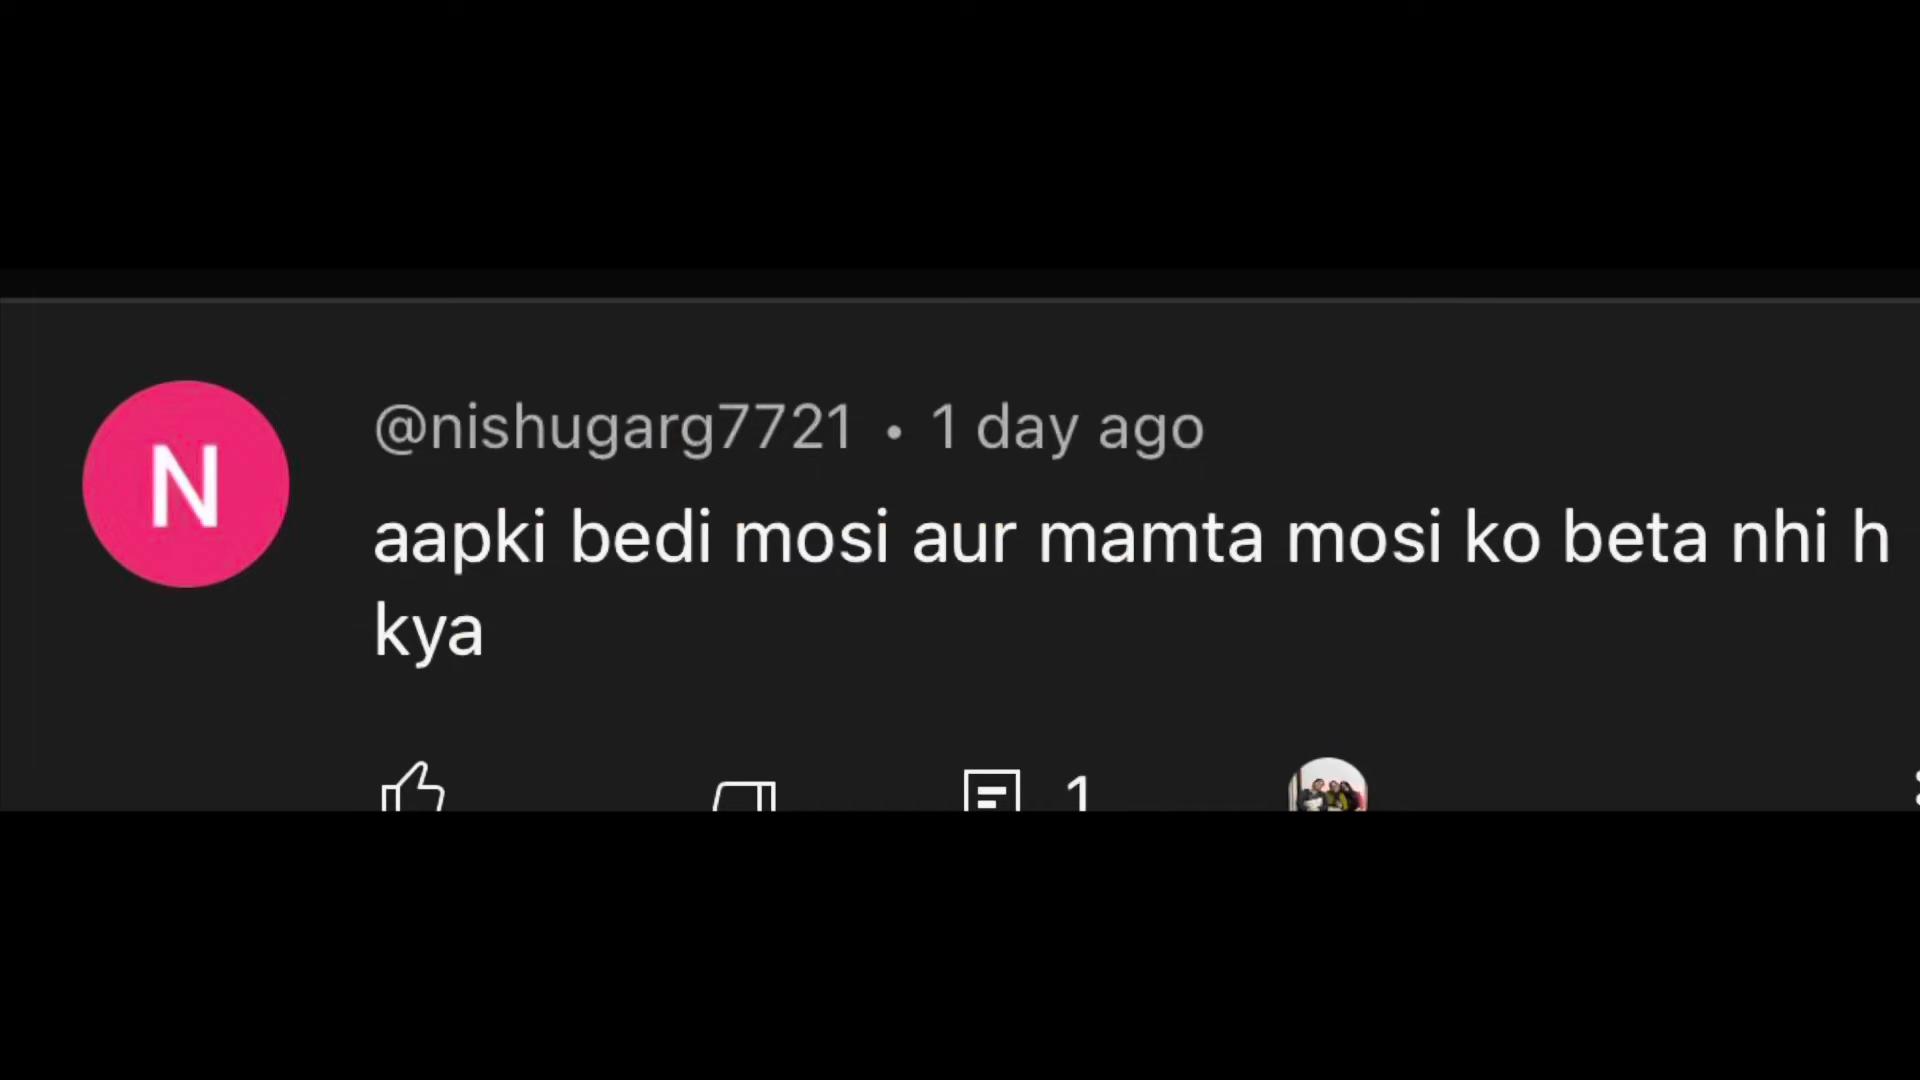 N
@nishugarg7721 • 1 day ago
aapki bedi mosi aur mamta mosi ko beta nhi h
kya
1